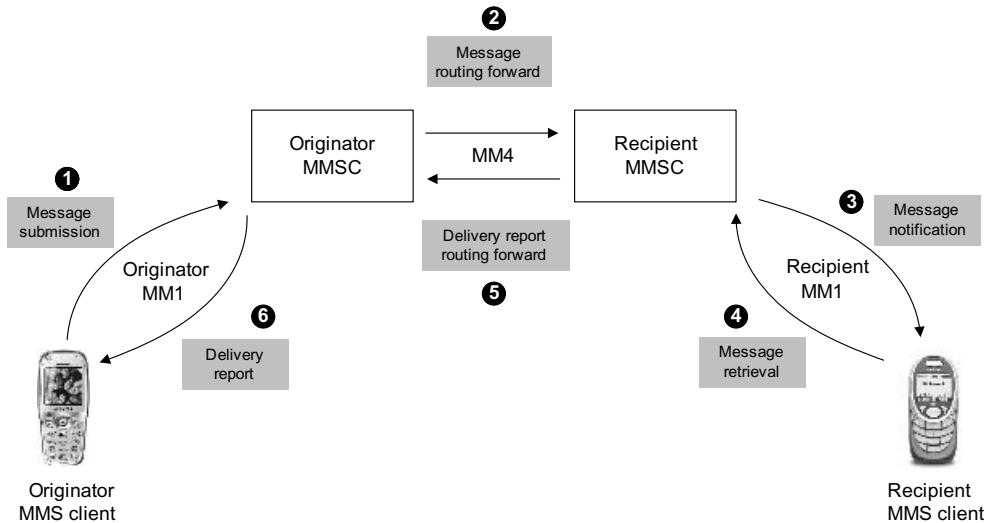 2
Message
routing forward
Originator
MMSC
MM4
Recipient
MMSC
1
Message
submission
3
Message
notification
Delivery report
routing forward
5
Originator
MM1
Recipient
MM1
6
Delivery
report
4
Message
retrieval
Originator
MMS client
Recipient
MMS client